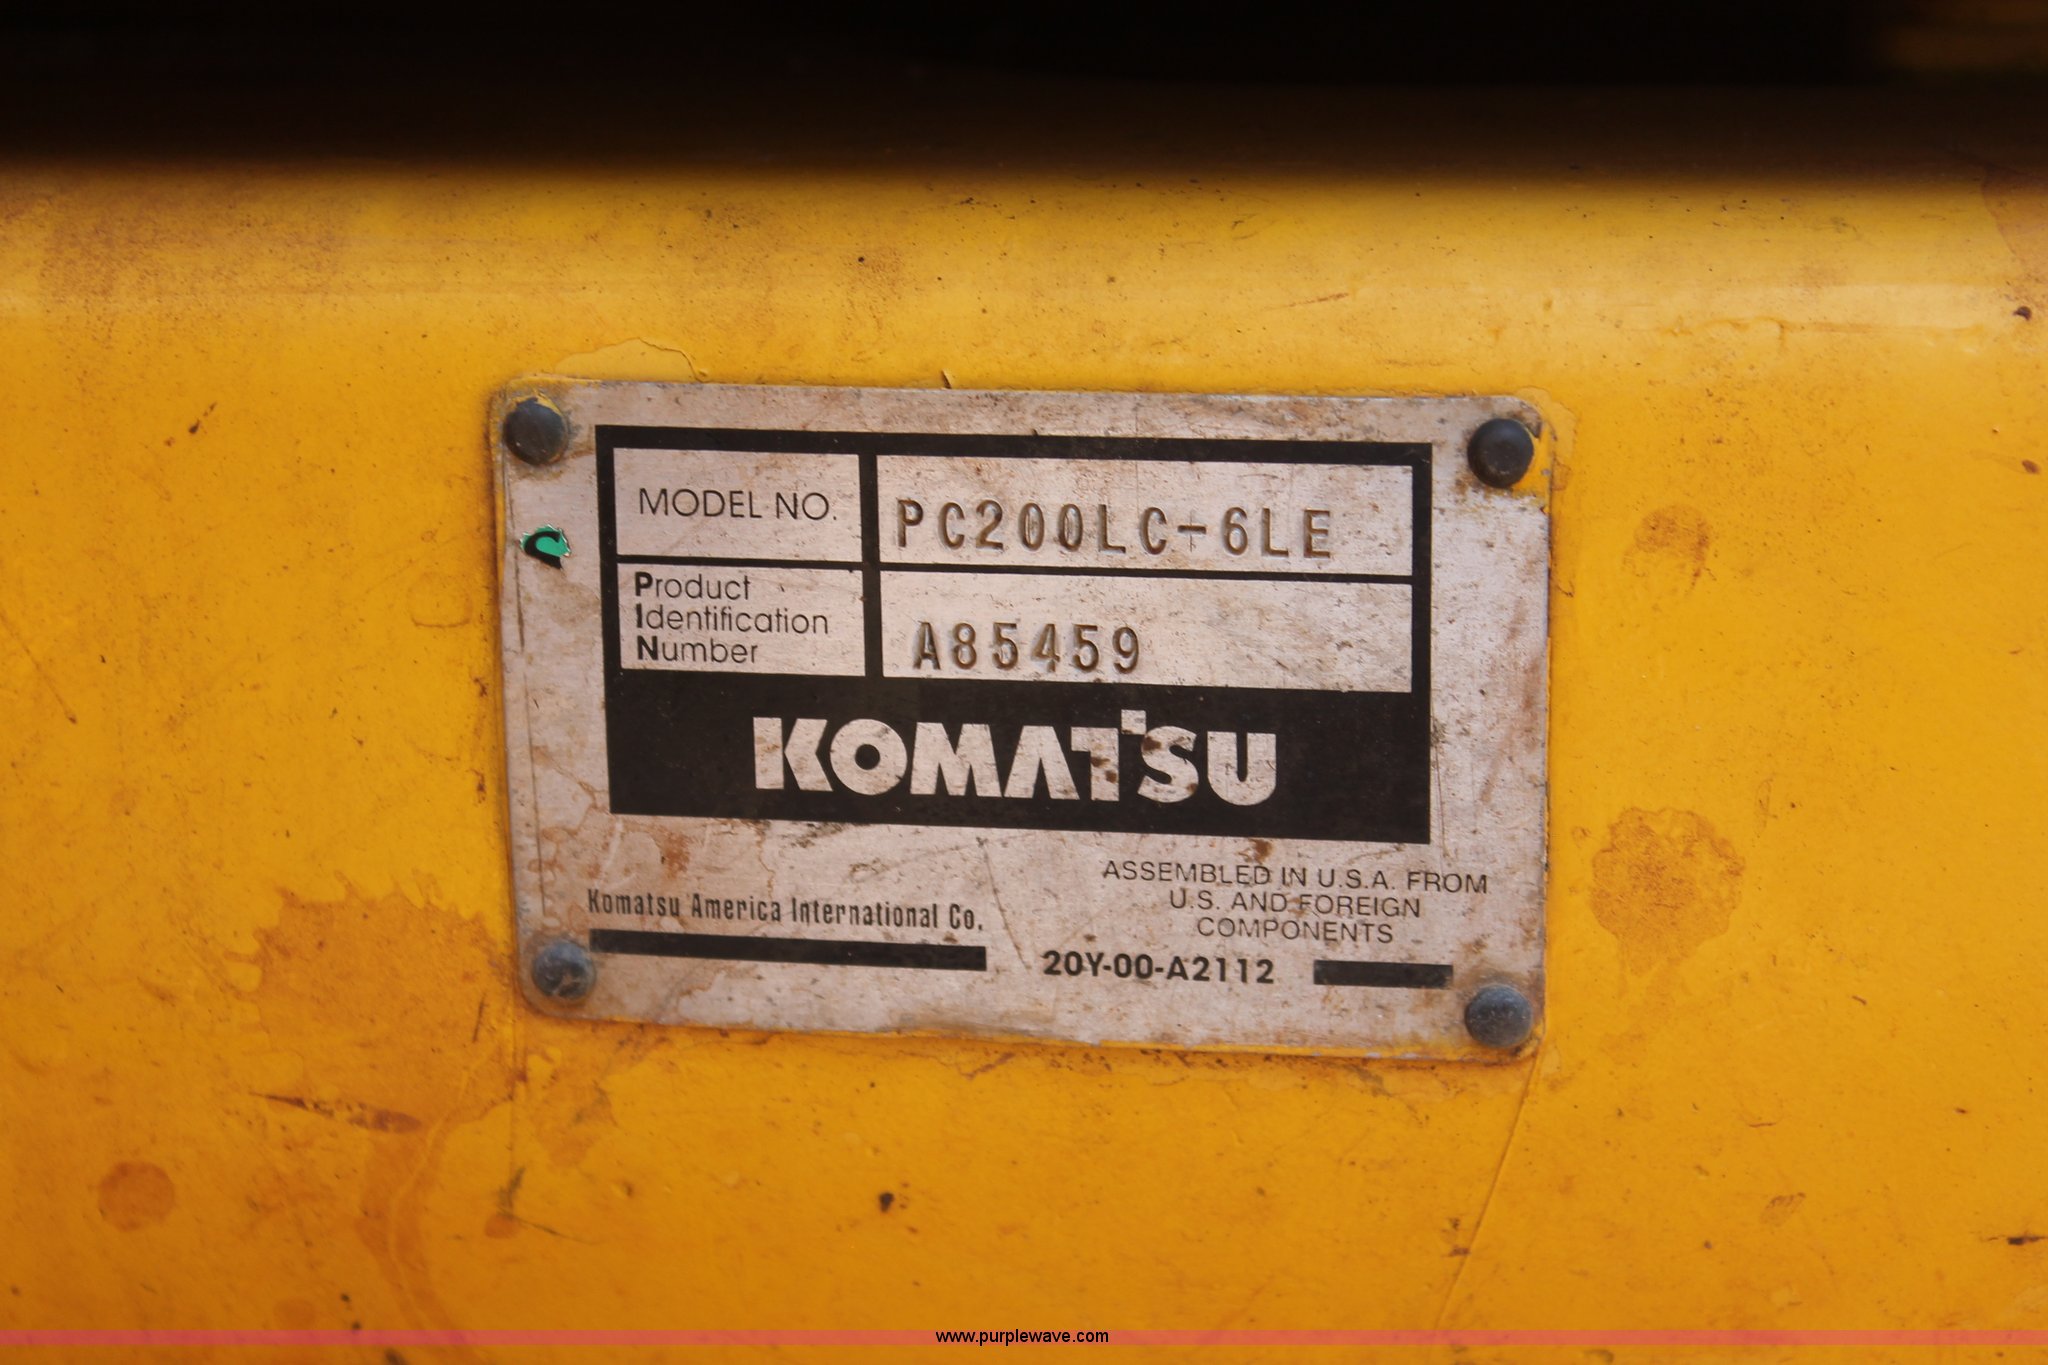 MODEL NO. PC200LC-6LE
Product
Identification
Number
A85459
KOMATSU
ASSEMBLED IN U.S.A. FROM
U.S. AND FOREIGN
COMPONENTS
Komatsu America International Co.
20Y-00-A2112
www.purplewave.com